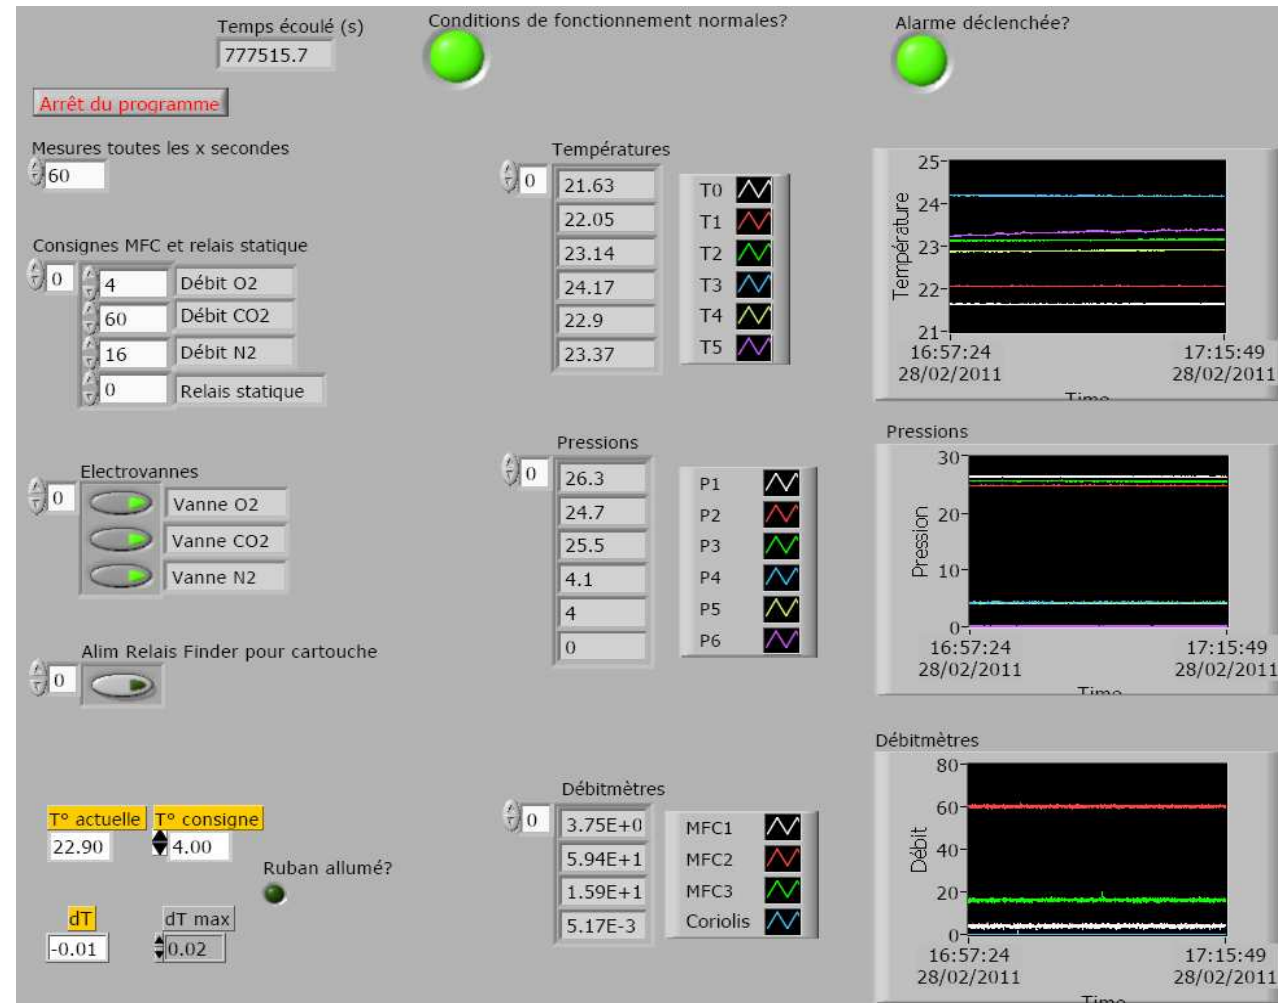 Temps écoulé (s)
777515.7
Conditions de fonctionnement normales?
Alarme déclenchée?
Arrêt du programme
Mesures toutes les x secondes
60
Consignes MFC et relais statique
0
4 Débit O2
60 Débit CO2
16 Débit N2
0 Relais statique
Electrovannes
0
Vanne O2
Vanne CO2
Vanne N2
Alim Relais Finder pour cartouche
0
T° actuelle T° consigne
22.90 4.00
Ruban allumé?
dT dT max
-0.01 0.02
Températures
0
21.63
22.05
23.14
24.17
22.9
23.37
T0
T1
T2
T3
T4
T5
Pressions
0
26.3
24.7
25.5
4.1
4
0
P1
P2
P3
P4
P5
P6
Débitmètres
0
3.75E+0
5.94E+1
1.59E+1
5.17E-3
MFC1
MFC2
MFC3
Coriolis
Température
25
24
23
22
21
16:57:24 17:15:49
28/02/2011 28/02/2011
Time
Pressions
Pression
30
20
10
0
16:57:24 17:15:49
28/02/2011 28/02/2011
Time
Débitmètres
Débit
80
60
40
20
0
16:57:24 17:15:49
28/02/2011 28/02/2011
Time